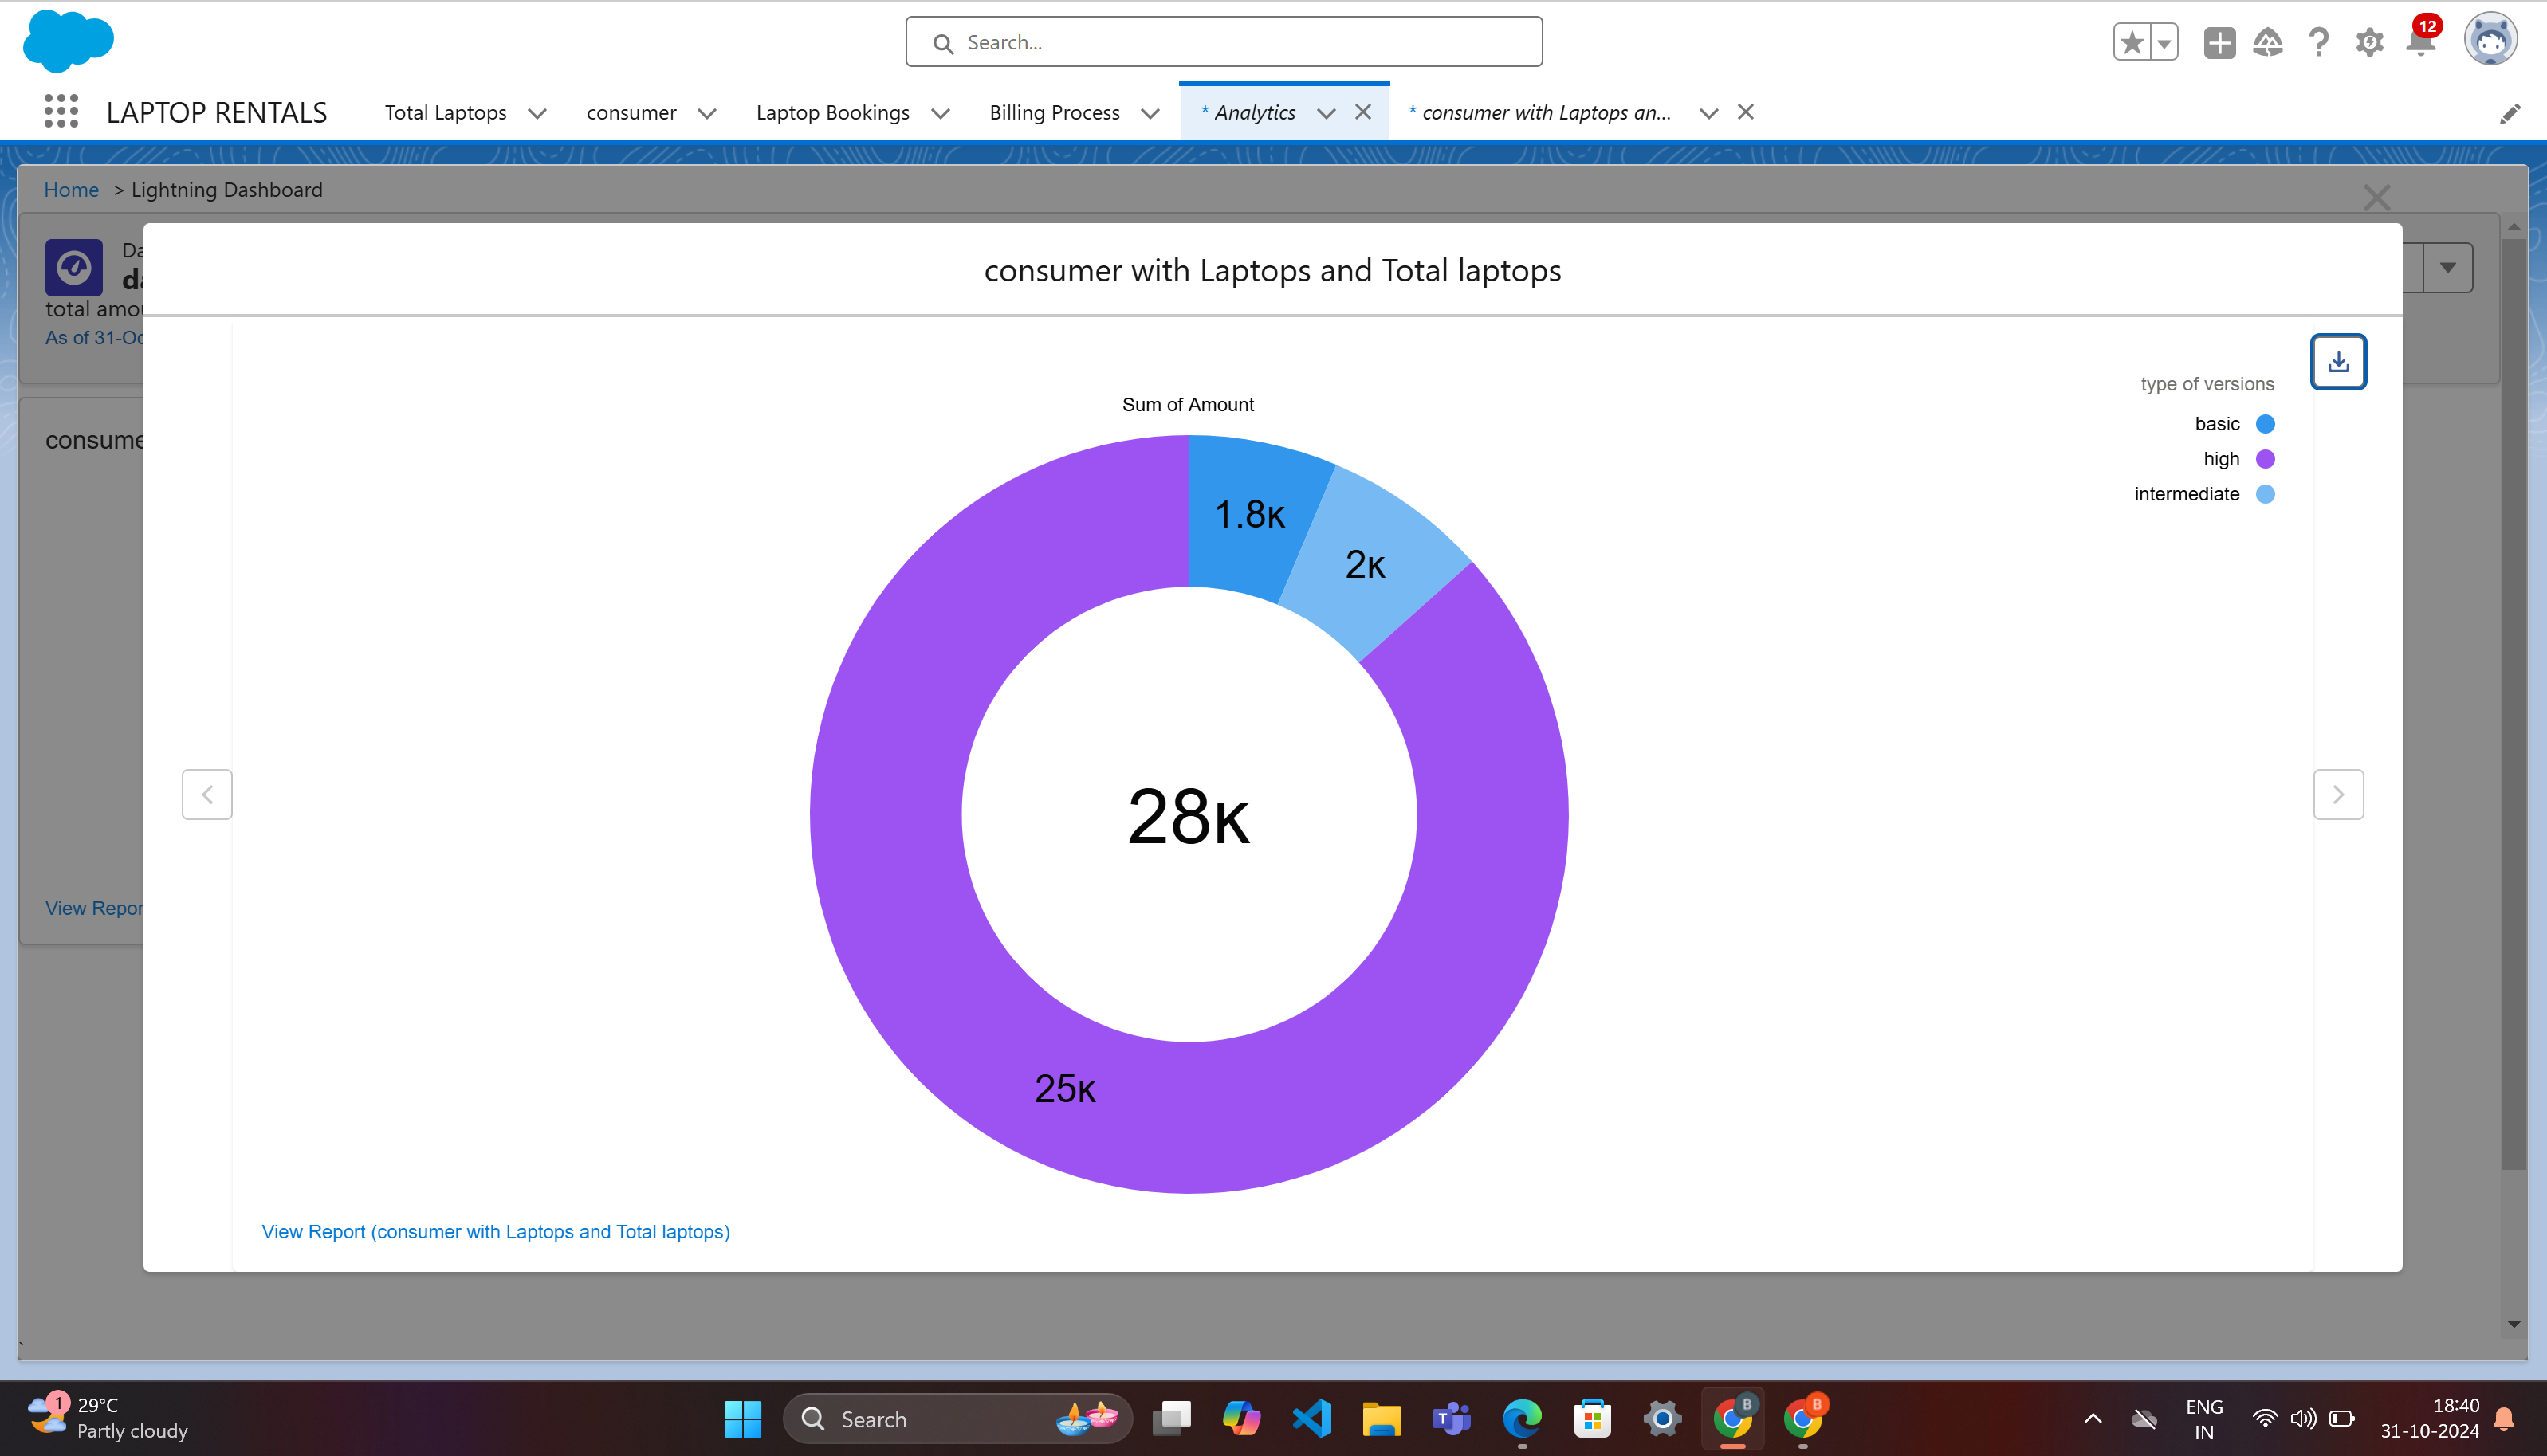 Search...
12
LAPTOP RENTALS
Total Laptops
consumer
Laptop Bookings
Billing Process
* Analytics
* consumer with Laptops an...
Home > Lightning Dashboard
Da
da
total amou
As of 31-Oc
consume
View Repor
consumer with Laptops and Total laptops
type of versions
basic
high
intermediate
Sum of Amount
1.8K
2K
28K
25K
View Report (consumer with Laptops and Total laptops)
1
29°C
Partly cloudy
Search
T
B
B
ENG
IN
18:40
31-10-2024